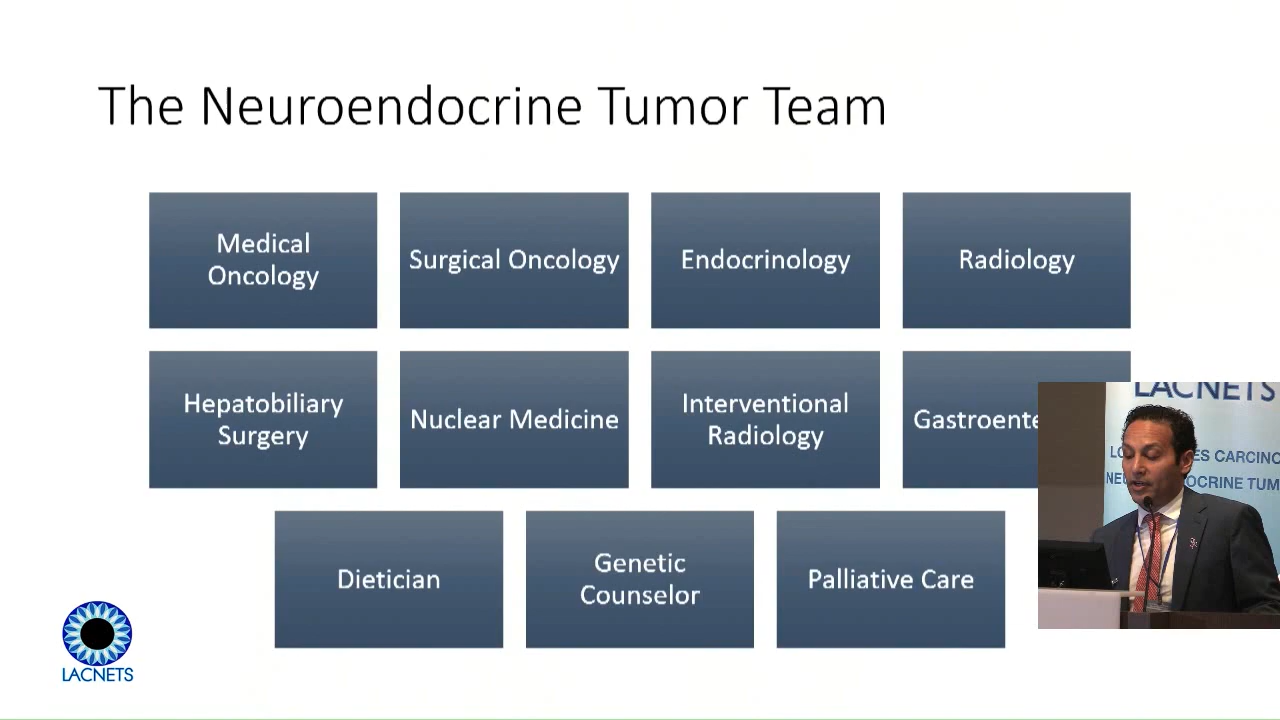 The Neuroendocrine Tumor Team
Medical
Oncology
Surgical Oncology
Endocrinology
Radiology
Hepatobiliary
Surgery
Nuclear Medicine
Interventional
Radiology
Dietician
Genetic
Counselor
Palliative Care
LACNETS
LACNETS